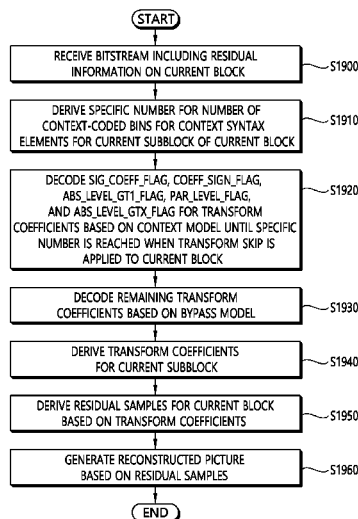 START
RECEIVE BITSTREAM INCLUDING RESIDUAL
INFORMATION ON CURRENT BLOCK
S1900
DERIVE SPECIFIC NUMBER FOR NUMBER OF
CONTEXT-CODED BINS FOR CONTEXT SYNTAX
ELEMENTS FOR CURRENT SUBBLOCK OF CURRENT BLOCK
S1910
DECODE SIG_COEFF_FLAG, COEFF_SIGN_FLAG,
ABS_LEVEL_GT1_FLAG, PAR_LEVEL_FLAG,
AND ABS_LEVEL_GTX_FLAG FOR TRANSFORM
COEFFICIENTS BASED ON CONTEXT MODEL UNTIL SPECIFIC
NUMBER IS REACHED WHEN TRANSFORM SKIP IS
APPLIED TO CURRENT BLOCK
S1920
DECODE REMAINING TRANSFORM
COEFFICIENTS BASED ON BYPASS MODEL
S1930
DERIVE TRANSFORM COEFFICIENTS
FOR CURRENT SUBBLOCK
S1940
DERIVE RESIDUAL SAMPLES FOR CURRENT BLOCK
BASED ON TRANSFORM COEFFICIENTS
S1950
GENERATE RECONSTRUCTED PICTURE
BASED ON RESIDUAL SAMPLES
S1960
END